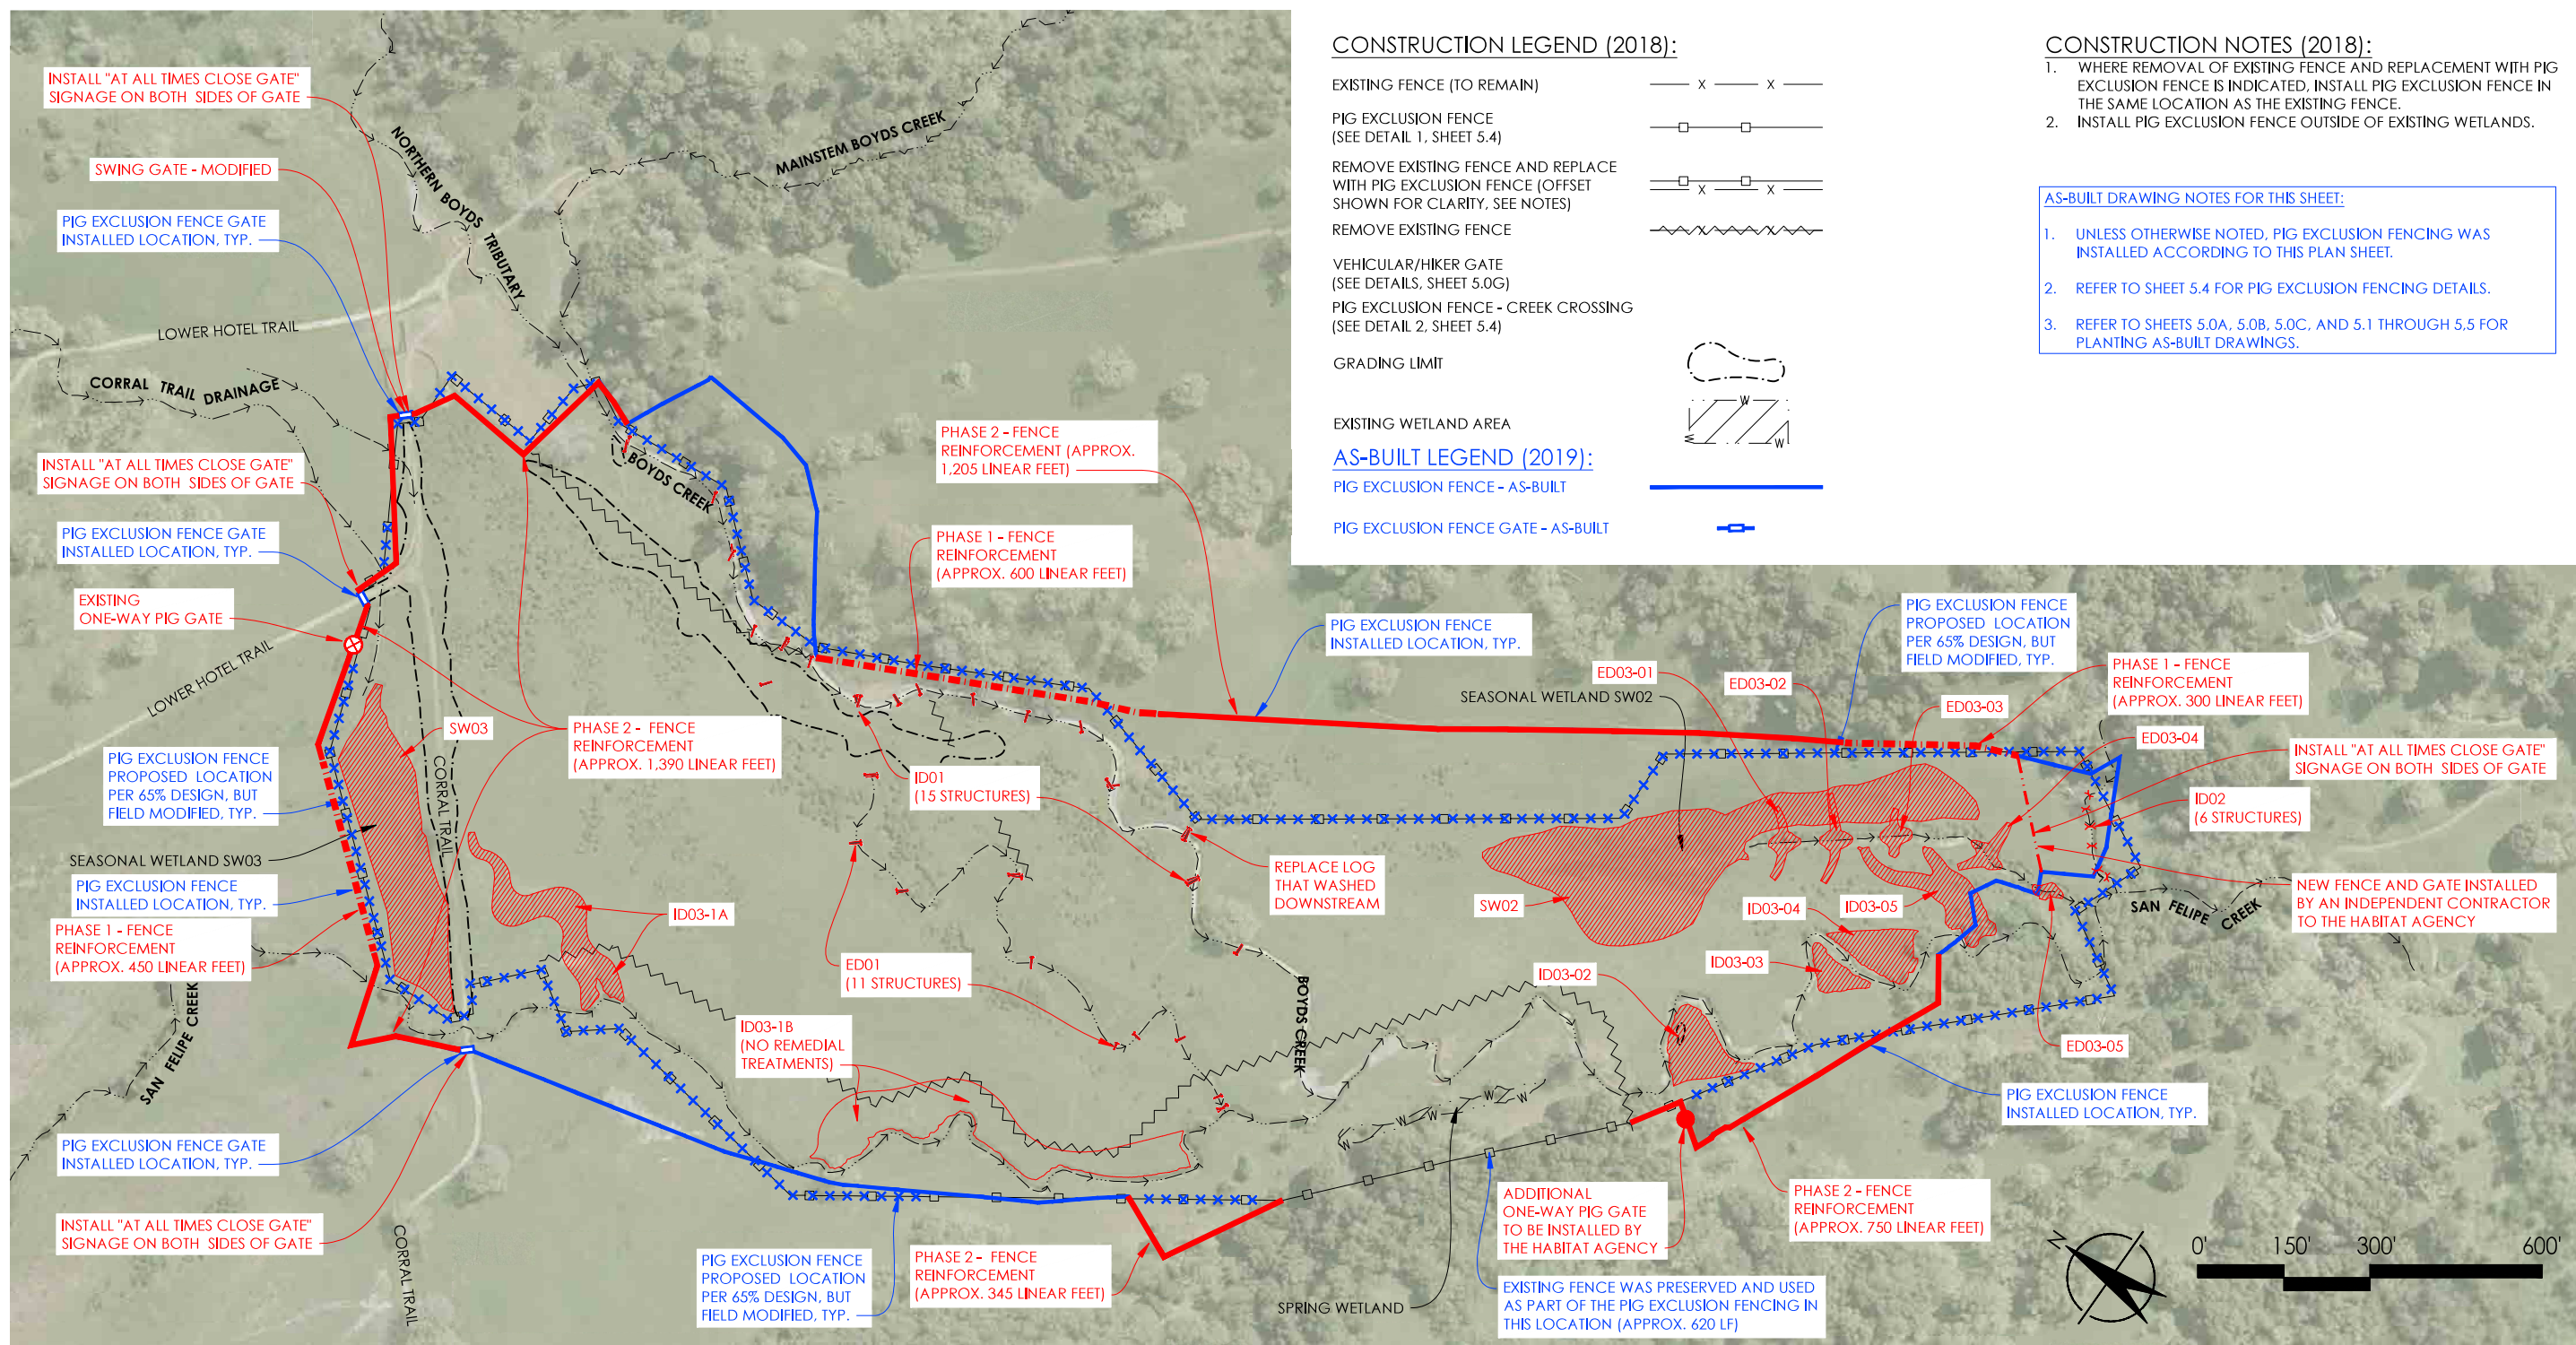 CONSTRUCTION LEGEND (2018):
EXISTING FENCE (TO REMAIN)
X X
PIG EXCLUSION FENCE
(SEE DETAIL 1, SHEET 5.4)
REMOVE EXISTING FENCE AND REPLACE
WITH PIG EXCLUSION FENCE (OFFSET
SHOWN FOR CLARITY, SEE NOTES)
X X
REMOVE EXISTING FENCE
X X
VEHICULAR/HIKER GATE
(SEE DETAILS, SHEET 5.0G)
PIG EXCLUSION FENCE - CREEK CROSSING
(SEE DETAIL 2, SHEET 5.4)
GRADING LIMIT
EXISTING WETLAND AREA
W W W
AS-BUILT LEGEND (2019):
PIG EXCLUSION FENCE - AS-BUILT
PIG EXCLUSION FENCE GATE - AS-BUILT
CONSTRUCTION NOTES (2018):
1. WHERE REMOVAL OF EXISTING FENCE AND REPLACEMENT WITH PIG
EXCLUSION FENCE IS INDICATED, INSTALL PIG EXCLUSION FENCE IN
THE SAME LOCATION AS THE EXISTING FENCE.
2. INSTALL PIG EXCLUSION FENCE OUTSIDE OF EXISTING WETLANDS.
AS-BUILT DRAWING NOTES FOR THIS SHEET:
1. UNLESS OTHERWISE NOTED, PIG EXCLUSION FENCING WAS
INSTALLED ACCORDING TO THIS PLAN SHEET.
2. REFER TO SHEET 5.4 FOR PIG EXCLUSION FENCING DETAILS.
3. REFER TO SHEETS 5.0A, 5.0B, 5.0C, AND 5.1 THROUGH 5.5 FOR
PLANTING AS-BUILT DRAWINGS.
INSTALL "AT ALL TIMES CLOSE GATE"
SIGNAGE ON BOTH SIDES OF GATE
SWING GATE - MODIFIED
PIG EXCLUSION FENCE GATE
INSTALLED LOCATION, TYP.
NORTHERN BOYDS TRIBUTARY
MAINSTEM BOYDS CREEK
LOWER HOTEL TRAIL
CORRAL TRAIL DRAINAGE
INSTALL "AT ALL TIMES CLOSE GATE"
SIGNAGE ON BOTH SIDES OF GATE
PIG EXCLUSION FENCE GATE
INSTALLED LOCATION, TYP.
EXISTING
ONE-WAY PIG GATE
LOWER HOTEL TRAIL
BOYDS CREEK
PHASE 2 - FENCE
REINFORCEMENT (APPROX.
1,205 LINEAR FEET)
PHASE 1 - FENCE
REINFORCEMENT
(APPROX. 600 LINEAR FEET)
PIG EXCLUSION FENCE
INSTALLED LOCATION, TYP.
PIG EXCLUSION FENCE
PROPOSED LOCATION
PER 65% DESIGN, BUT
FIELD MODIFIED, TYP.
ED03-01
SEASONAL WETLAND SW02
ED03-02
ED03-03
PHASE 1 - FENCE
REINFORCEMENT
(APPROX. 300 LINEAR FEET)
ED03-04
INSTALL "AT ALL TIMES CLOSE GATE"
SIGNAGE ON BOTH SIDES OF GATE
ID02
(6 STRUCTURES)
SW03
PHASE 2 - FENCE
REINFORCEMENT
(APPROX. 1,390 LINEAR FEET)
PIG EXCLUSION FENCE
PROPOSED LOCATION
PER 65% DESIGN, BUT
FIELD MODIFIED, TYP.
CORRAL TRAIL
ID01
(15 STRUCTURES)
SEASONAL WETLAND SW03
PIG EXCLUSION FENCE
INSTALLED LOCATION, TYP.
REPLACE LOG
THAT WASHED
DOWNSTREAM
SW02
ID03-04
ID03-05
NEW FENCE AND GATE INSTALLED
BY AN INDEPENDENT CONTRACTOR
TO THE HABITAT AGENCY
SAN FELIPE CREEK
PHASE 1 - FENCE
REINFORCEMENT
(APPROX. 450 LINEAR FEET)
ID03-1A
ED01
(11 STRUCTURES)
ID03-02
ID03-03
SAN FELIPE CREEK
BOYDS CREEK
ID03-1B
(NO REMEDIAL
TREATMENTS)
ED03-05
PIG EXCLUSION FENCE
INSTALLED LOCATION, TYP.
W W W W W W
PIG EXCLUSION FENCE GATE
INSTALLED LOCATION, TYP.
INSTALL "AT ALL TIMES CLOSE GATE"
SIGNAGE ON BOTH SIDES OF GATE
CORRAL TRAIL
PIG EXCLUSION FENCE
PROPOSED LOCATION
PER 65% DESIGN, BUT
FIELD MODIFIED, TYP.
PHASE 2 - FENCE
REINFORCEMENT
(APPROX. 345 LINEAR FEET)
SPRING WETLAND
ADDITIONAL
ONE-WAY PIG GATE
TO BE INSTALLED BY
THE HABITAT AGENCY
PHASE 2 - FENCE
REINFORCEMENT
(APPROX. 750 LINEAR FEET)
EXISTING FENCE WAS PRESERVED AND USED
AS PART OF THE PIG EXCLUSION FENCING IN
THIS LOCATION (APPROX. 620 LF)
Z
0' 150' 300' 600'